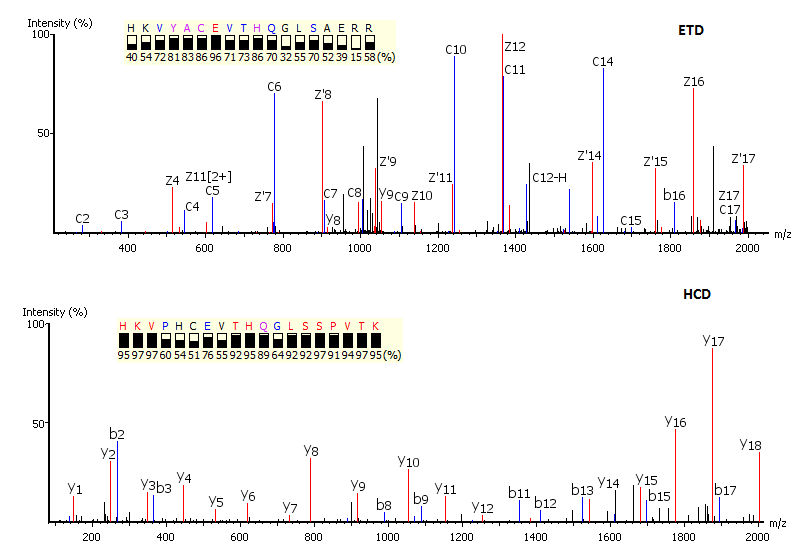 Intensity (%)
ETD
H K V Y A C E V T H Q G L S A E R R
40 54 72 81 83 86 96 71 73 86 70 32 55 70 52 39 15 58 (%)
100
50
C2 C3 Z4 C4 Z11[2+] C5 Z'7 C6 Z'8 C7 y8 C8 Z'9 y9 C9 Z10 Z'11 C10 Z12 C11 C12-H Z'14 C14 C15 Z'15 b16 Z16 Z17 C17 Z'17
200 400 600 800 1000 1200 1400 1600 1800 2000 m/z
HCD
Intensity (%)
H K V P H C E V T H Q G L S S P V T K
95 97 97 60 54 51 76 55 92 95 89 64 92 92 97 91 94 97 95 (%)
100
50
y1 y2 b2 y3 b3 y4 y5 y6 y7 y8 y9 b8 y10 b9 y11 y12 b11 b12 b13 y14 y15 b15 y16 y17 b17 y18
200 400 600 800 1000 1200 1400 1600 1800 2000 m/z